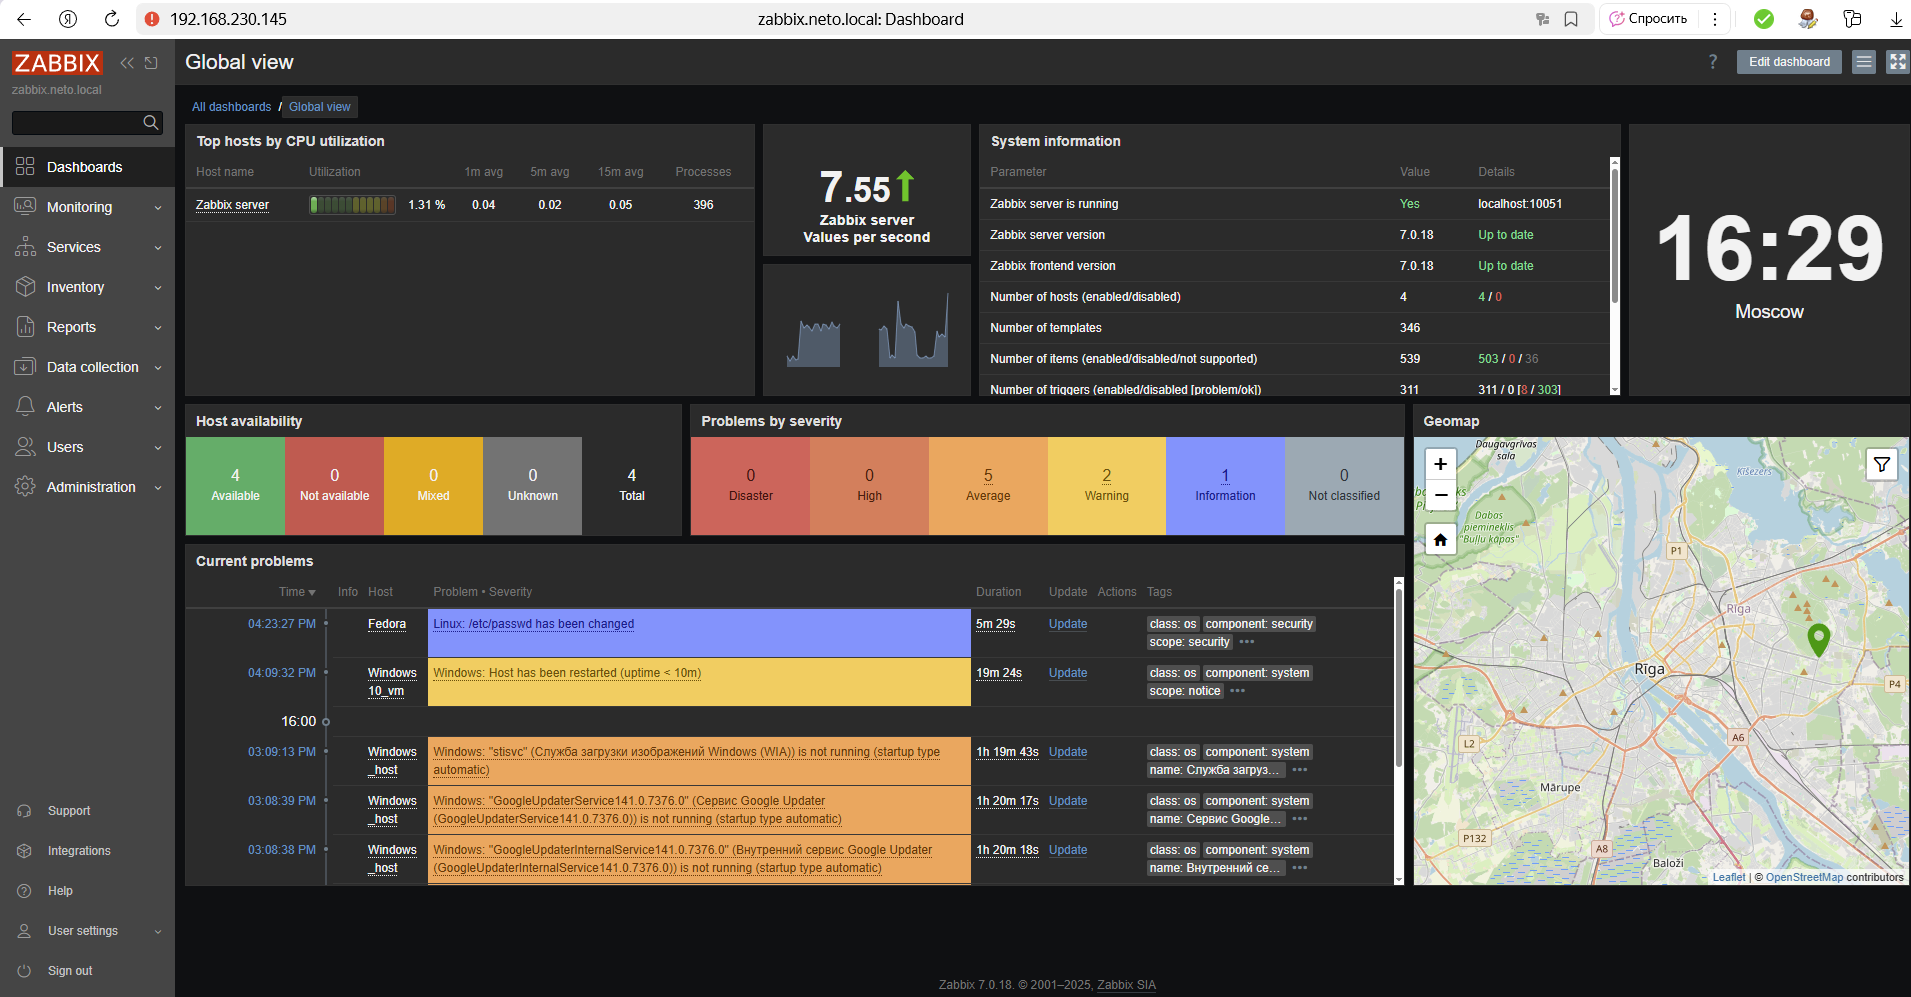 192.168.230.145
zabbix.neto.local: Dashboard
Спросить
ZABBIX
zabbix.neto.local
Dashboards
Monitoring
Services
Inventory
Reports
Data collection
Alerts
Users
Administration
Support
Integrations
Help
User settings
Sign out
Global view
?
Edit dashboard
All dashboards / Global view
Top hosts by CPU utilization
Host name Utilization 1m avg 5m avg 15m avg Processes
Zabbix server 1.31 % 0.04 0.02 0.05 396
7.55
Zabbix server
Values per second
System information
Parameter Value Details
Zabbix server is running Yes localhost:10051
Zabbix server version 7.0.18 Up to date
Zabbix frontend version 7.0.18 Up to date
Number of hosts (enabled/disabled) 4 4 / 0
Number of templates 346
Number of items (enabled/disabled/not supported) 539 503 / 0 / 36
Number of triggers (enabled/disabled [problem/ok]) 311 311 / 0 [8 / 303]
16:29
Moscow
Host availability
4 Available
0 Not available
0 Mixed
0 Unknown
4 Total
Problems by severity
0 Disaster
0 High
5 Average
2 Warning
1 Information
0 Not classified
Current problems
Time Info Host Problem • Severity Duration Update Actions Tags
04:23:27 PM Fedora Linux: /etc/passwd has been changed 5m 29s Update class: os component: security
scope: security •••
04:09:32 PM Windows Windows: Host has been restarted (uptime < 10m) 19m 24s Update class: os component: system
10_vm scope: notice •••
16:00
03:09:13 PM Windows Windows: "stisvc" (Служба загрузки изображений Windows (WIA)) is not running (startup type 1h 19m 43s Update class: os component: system
_host automatic) name: Служба загруз... •••
03:08:39 PM Windows Windows: "GoogleUpdaterService141.0.7376.0" (Сервис Google Updater 1h 20m 17s Update class: os component: system
_host (GoogleUpdaterService141.0.7376.0)) is not running (startup type automatic) name: Сервис Google... •••
03:08:38 PM Windows Windows: "GoogleUpdaterInternalService141.0.7376.0" (Внутренний сервис Google Updater 1h 20m 18s Update class: os component: system
_host (GoogleUpdaterInternalService141.0.7376.0)) is not running (startup type automatic) name: Внутренний се... •••
Geomap
+
−
Daugavgrīvas
sala
Ķīšezers
Dabas
piemineklis
"Buļļu kāpas"
P1
Rīga
Rīga
P4
A6
L2
Mārupe
P132
A8
Baloži
Leaflet | © OpenStreetMap contributors
Zabbix 7.0.18. © 2001–2025, Zabbix SIA